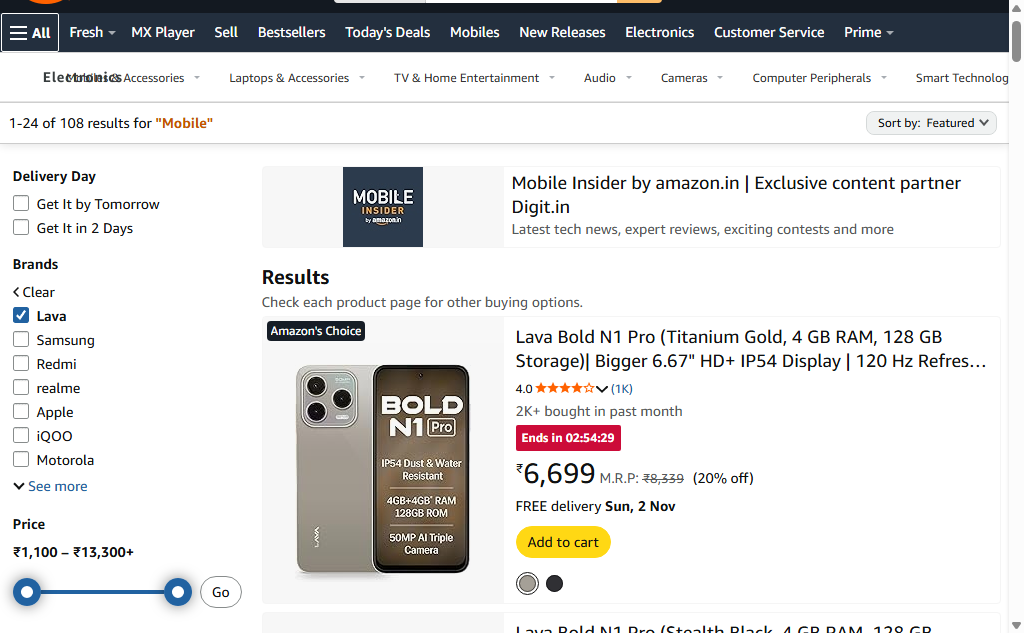 All
Fresh
MX Player
Sell
Bestsellers
Today's Deals
Mobiles
New Releases
Electronics
Customer Service
Prime
Electronics
Mobiles & Accessories
Laptops & Accessories
TV & Home Entertainment
Audio
Cameras
Computer Peripherals
Smart Technolog
1-24 of 108 results for "Mobile"
Sort by: Featured
Delivery Day
Get It by Tomorrow
Get It in 2 Days
Brands
Clear
Lava
Samsung
Redmi
realme
Apple
iQOO
Motorola
See more
Price
₹1,100 – ₹13,300+
Go
MOBILE
INSIDER
by amazon.in
Mobile Insider by amazon.in | Exclusive content partner
Digit.in
Latest tech news, expert reviews, exciting contests and more
Results
Check each product page for other buying options.
Amazon's Choice
BOLD
N1 Pro
IP54 Dust & Water
Resistant
4GB+4GB* RAM
128GB ROM
50MP AI Triple
Camera
LAVA
Lava Bold N1 Pro (Titanium Gold, 4 GB RAM, 128 GB
Storage)| Bigger 6.67" HD+ IP54 Display | 120 Hz Refres…
4.0 (1K)
2K+ bought in past month
Ends in 02:54:29
₹6,699 M.R.P: ₹8,339 (20% off)
FREE delivery Sun, 2 Nov
Add to cart
Lava Bold N1 Pro (Stealth Black, 4 GB RAM, 128 GB